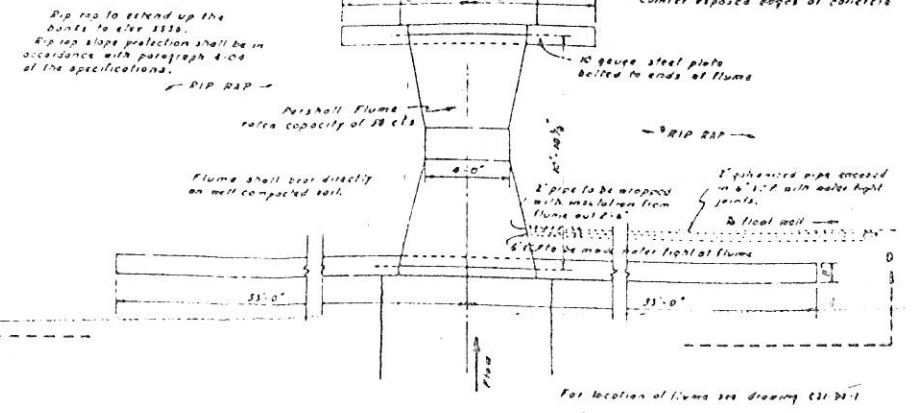 Rip rap to extend up the
banks to elev 3336.
Rip rap slope protection shall be in
accordance with paragraph 4-04
of the specifications.
exposed edges of concrete
10 gauge steel plate
bolted to ends of flume
RIP RAP
Parshall Flume
rated capacity of 58 cfs
RIP RAP
4'-0"
10'-10⅝"
Flume shall bear directly
on well compacted soil.
2" pipe to be wrapped
with insulation from
flume out 2'-6"
2" galvanized pipe encased
in 6" with water tight
joints.
To float well
to be made water tight at flume
33'-0"
33'-0"
Flow
For location of flume see drawing